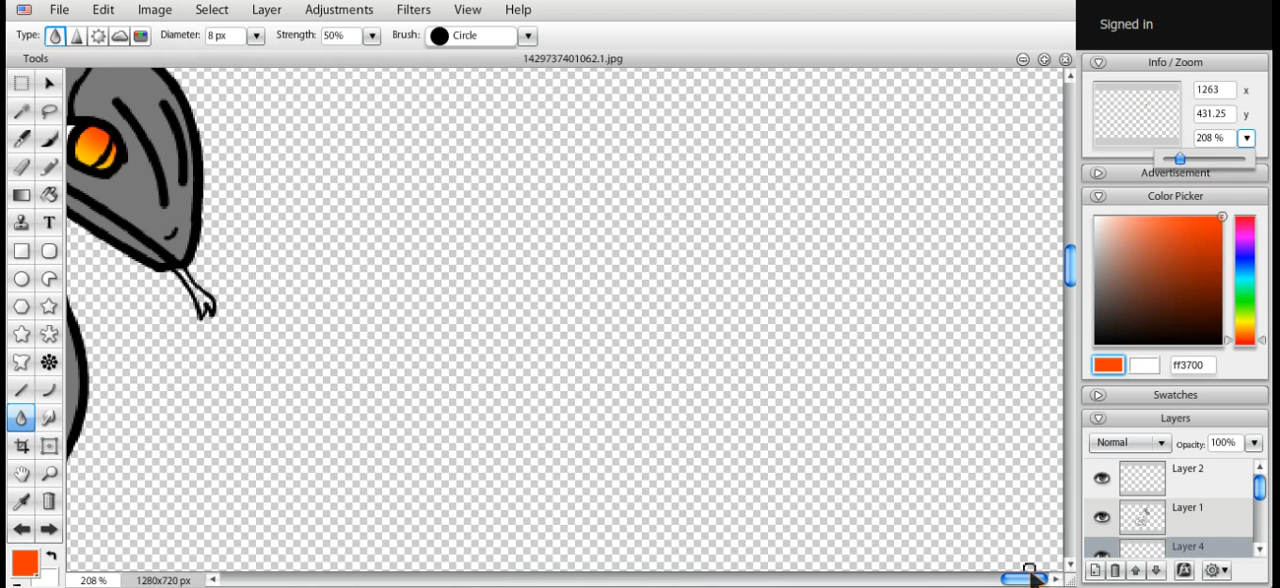 File Edit Image Select Layer Adjustments Filters View Help
Signed In
Type: Diameter: 8 px Strength: 50% Brush: Circle
Tools
1429737401062.1.jpg
Info / Zoom
1263 x
431.25 y
208 %
Advertisement
Color Picker
ff3700
Swatches
Layers
Normal Opacity: 100%
Layer 2
Layer 1
Layer 4
T
208 % 1280x720 px